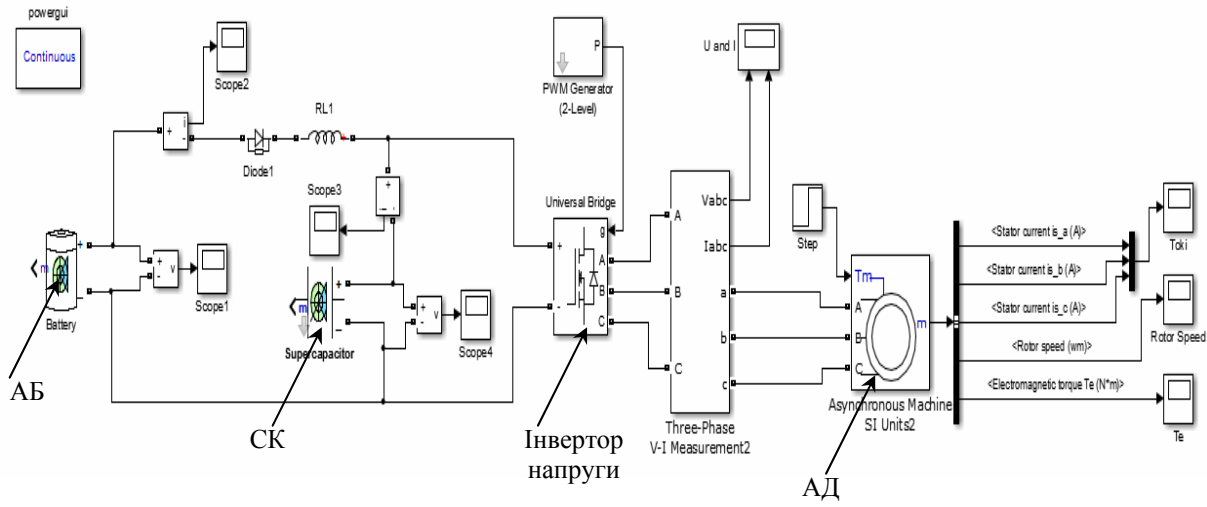 powergui
Continuous
i
+
-
Scope2
RL1
+
Diode1
P
PWM Generator
(2-Level)
U and I
Scope3
+
-
i
Universal Bridge
g
+
A
B
-
C
A
B
C
Vabc
Iabc
a
b
c
Three-Phase
V-I Measurement2
Step
Tm
A
B
C
m
Asynchronous Machine
SI Units2
<Stator current is_a (A)>
<Stator current is_b (A)>
<Stator current is_c (A)>
<Rotor speed (wm)>
<Electromagnetic torque Te (N*m)>
Toki
Rotor Speed
Te
+
m
-
Battery
+
-
v
Scope1
+
m
-
Supercapacitor
+
-
v
Scope4
АБ
СК
Інвертор
напруги
АД